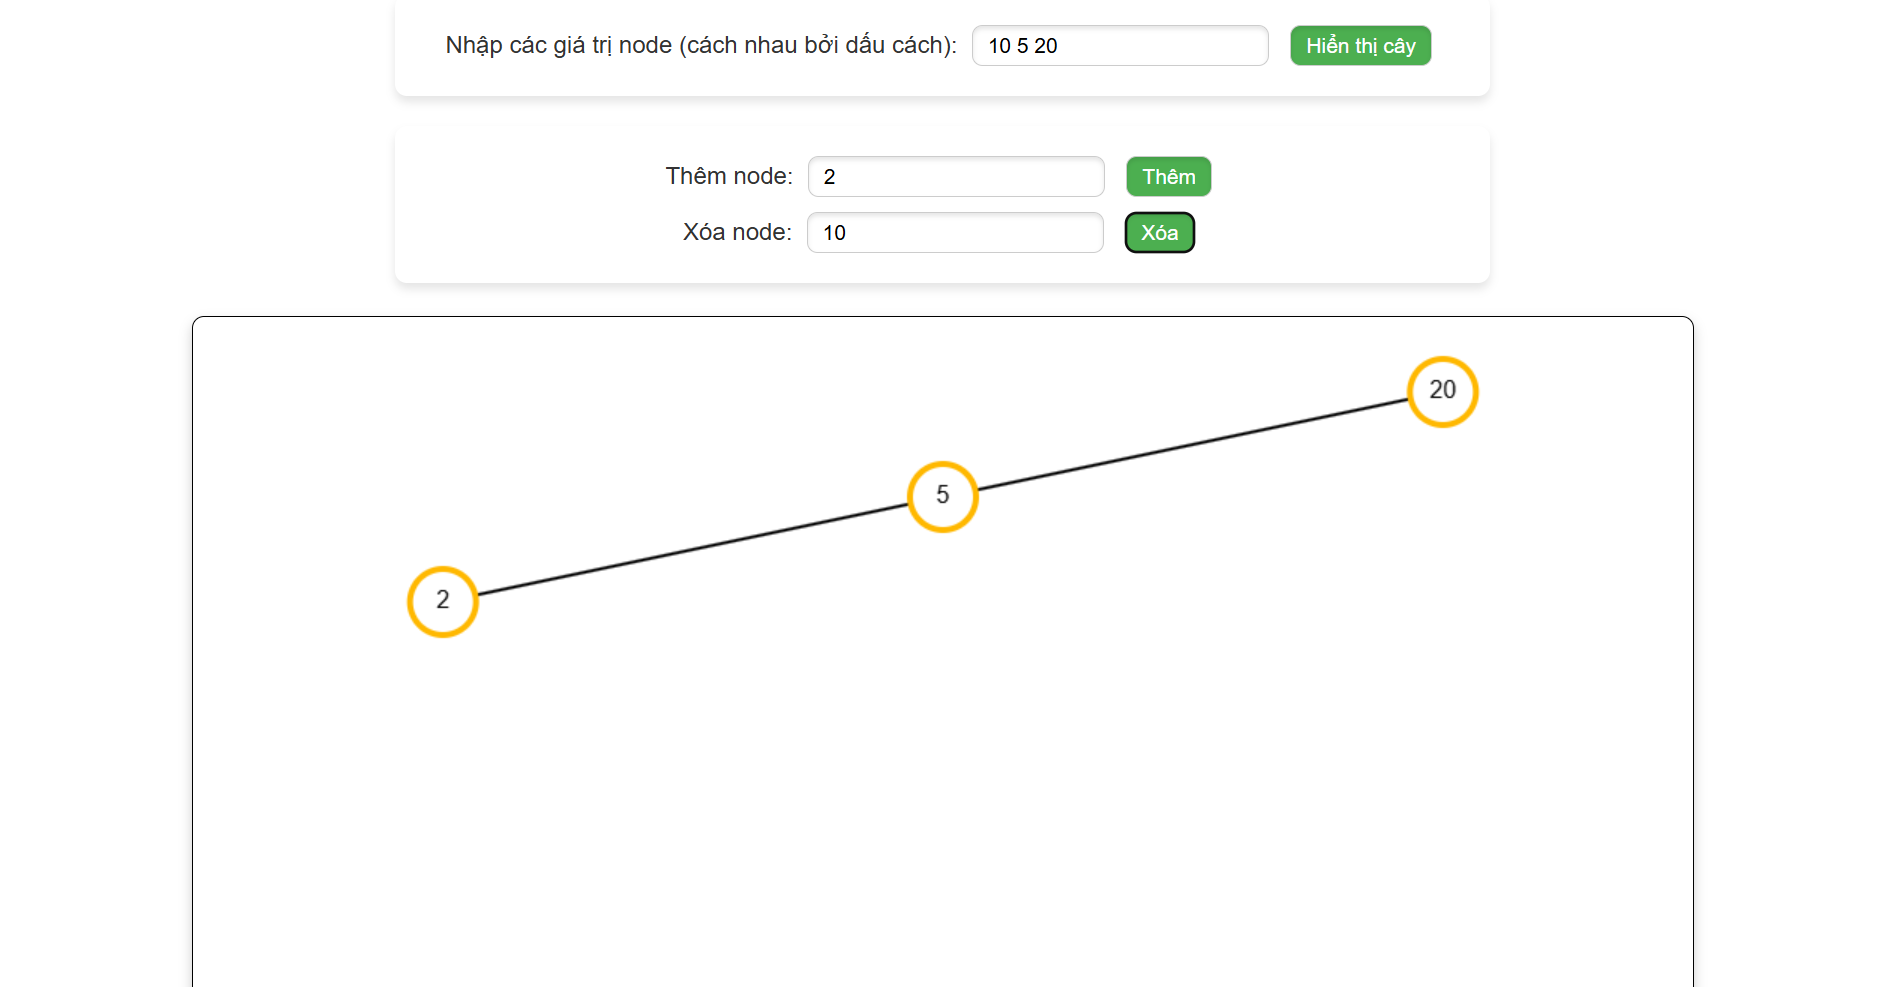 Nhập các giá trị node (cách nhau bởi dấu cách): 10 5 20 Hiển thị cây
Thêm node: 2 Thêm
Xóa node: 10 Xóa
20
5
2